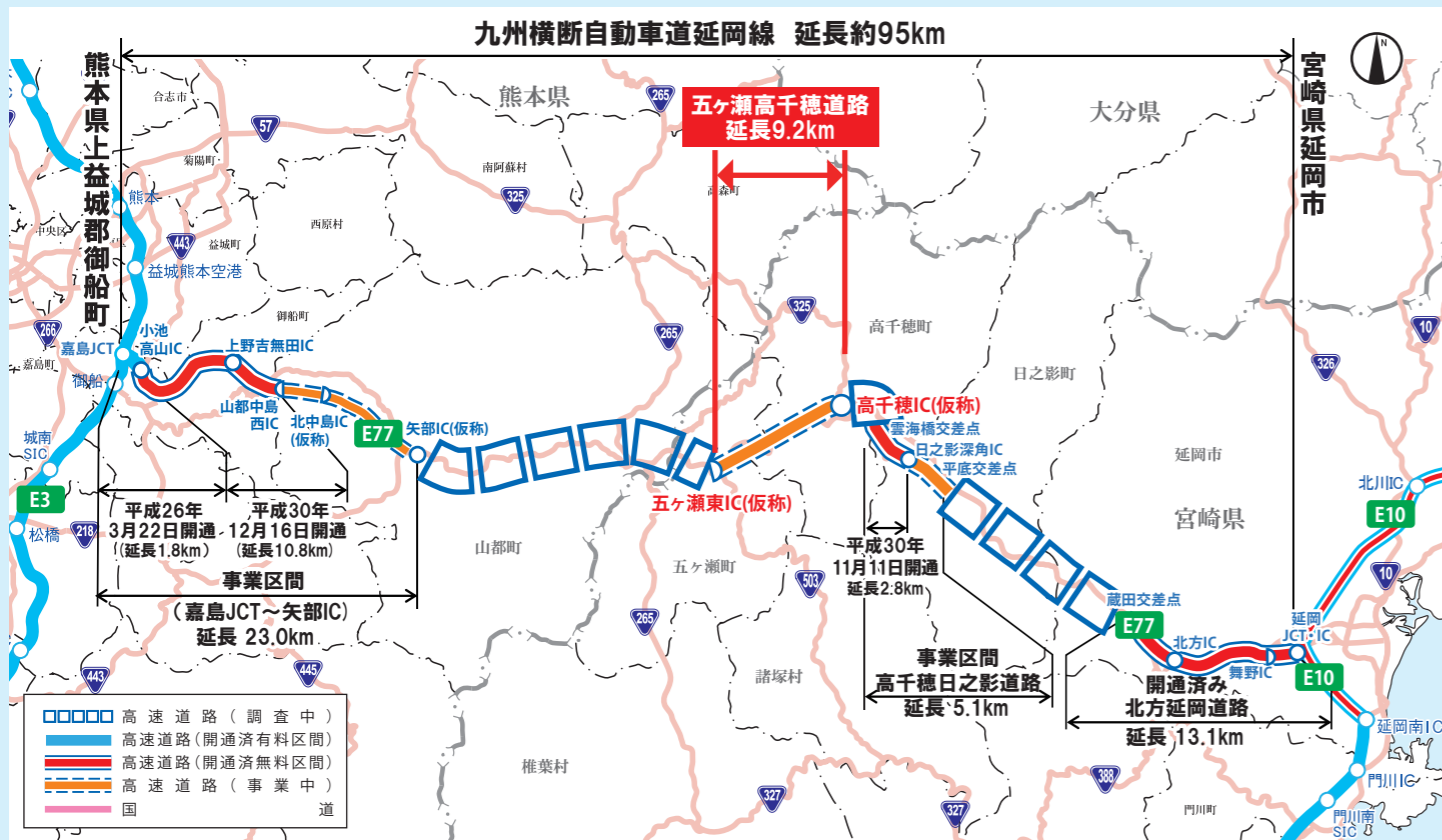 九州横断自動車道延岡線 延長約95km
熊本県上益城郡御船町
宮崎県延岡市
N
五ヶ瀬高千穂道路
延長9.2km
熊本県
大分県
宮崎県
合志市
菊陽町
中央区
西原村
南阿蘇村
高森町
益城町
御船町
嘉島町
高千穂町
日之影町
延岡市
山都町
五ヶ瀬町
諸塚村
椎葉村
門川町
57
265
325
443
266
265
325
218
443
445
265
503
327
327
388
10
326
10
熊本
益城熊本空港
嘉島JCT
小池
高山IC
御船
城南
SIC
松橋
E3
上野吉無田IC
山都中島
西IC
北中島IC
(仮称)
E77
矢部IC(仮称)
五ヶ瀬東IC(仮称)
高千穂IC(仮称)
雲海橋交差点
日之影深角IC
平底交差点
蔵田交差点
E77
北方IC
舞野IC
延岡
JCT・IC
E10
北川IC
E10
延岡南IC
門川IC
門川南
SIC
平成26年
3月22日開通
(延長1.8km)
平成30年
12月16日開通
(延長10.8km)
事業区間
(嘉島JCT～矢部IC)
延長 23.0km
平成30年
11月11日開通
延長2.8km
事業区間
高千穂日之影道路
延長 5.1km
開通済み
北方延岡道路
延長 13.1km
高速道路(調査中)
高速道路(開通済有料区間)
高速道路(開通済無料区間)
高速道路(事業中)
国道